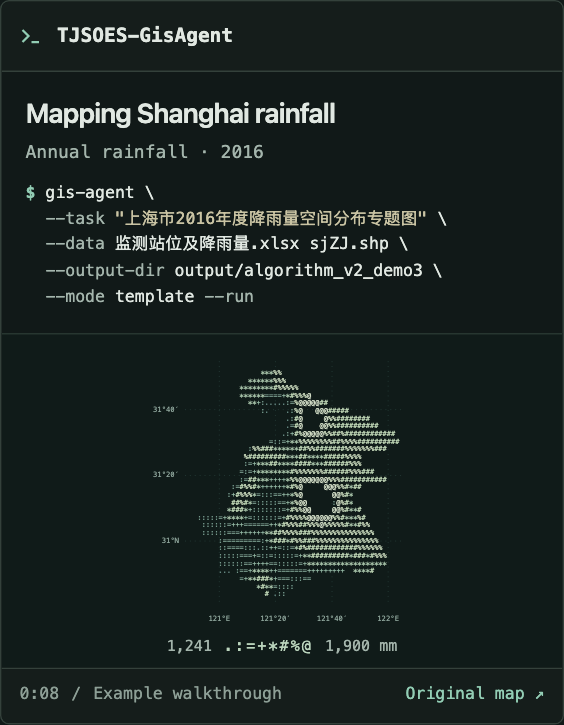 >_ TJSOES-GisAgent
Mapping Shanghai rainfall
Annual rainfall · 2016
$ gis-agent \
--task "上海市2016年度降雨量空间分布专题图" \
--data 监测站位及降雨量.xlsx sjZJ.shp \
--output-dir output/algorithm_v2_demo3 \
--mode template --run
31°40′
31°20′
31°N
121°E 121°20′ 121°40′ 122°E
1,241 .:=+*#%@ 1,900 mm
0:08 / Example walkthrough
Original map ↗